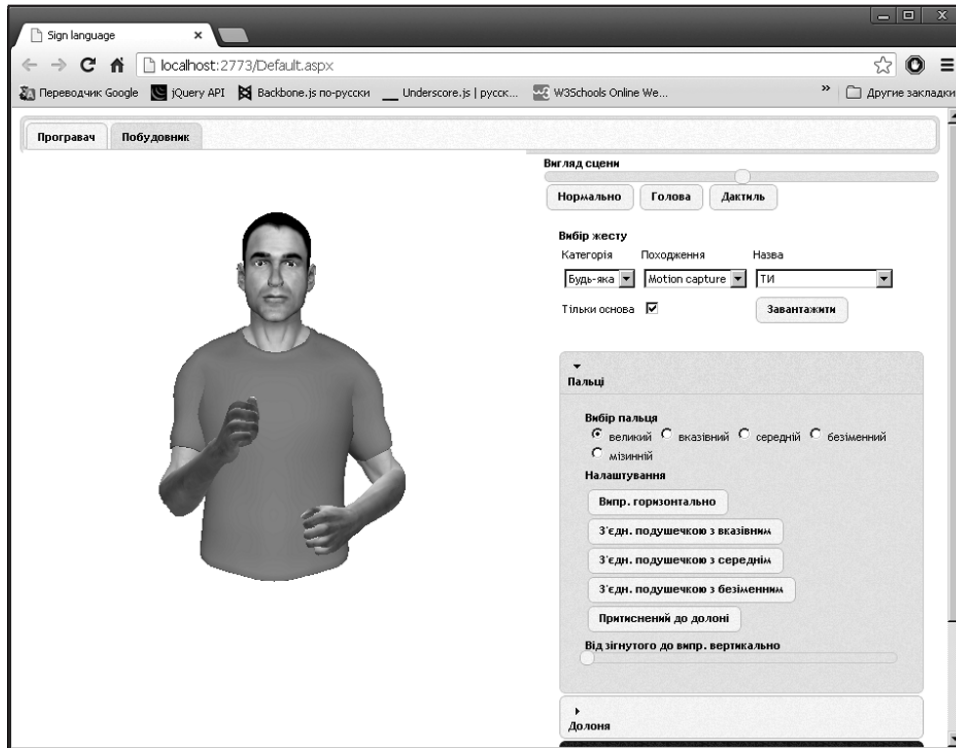 Sign language
localhost:2773/Default.aspx
Переводчик Google jQuery API Backbone.js по-русски Underscore.js | русск... W3Schools Online We... » Другие закладки
Програвач Побудовник
Вигляд сцени
Нормально Голова Дактиль
Вибір жесту
Категорія Походження Назва
Будь-яка Motion capture ТИ
Тільки основа Завантажити
Пальці
Вибір пальця
великий вказівний середній безіменний
мізинній
Налаштування
Випр. горизонтально
З'єдн. подушечкою з вказівним
З'єдн. подушечкою з середнім
З'єдн. подушечкою з безіменним
Притиснений до долоні
Від зігнутого до випр. вертикально
Долоня